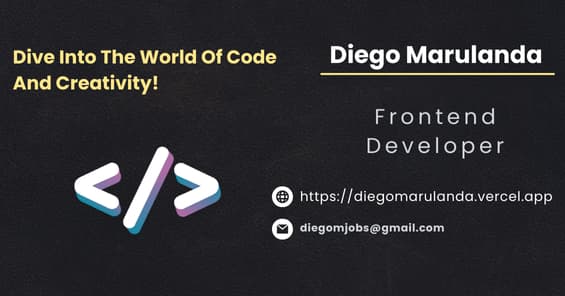 Dive Into The World Of Code
And Creativity!
Diego Marulanda
Frontend
Developer
</>
https://diegomarulanda.vercel.app
diegomjobs@gmail.com